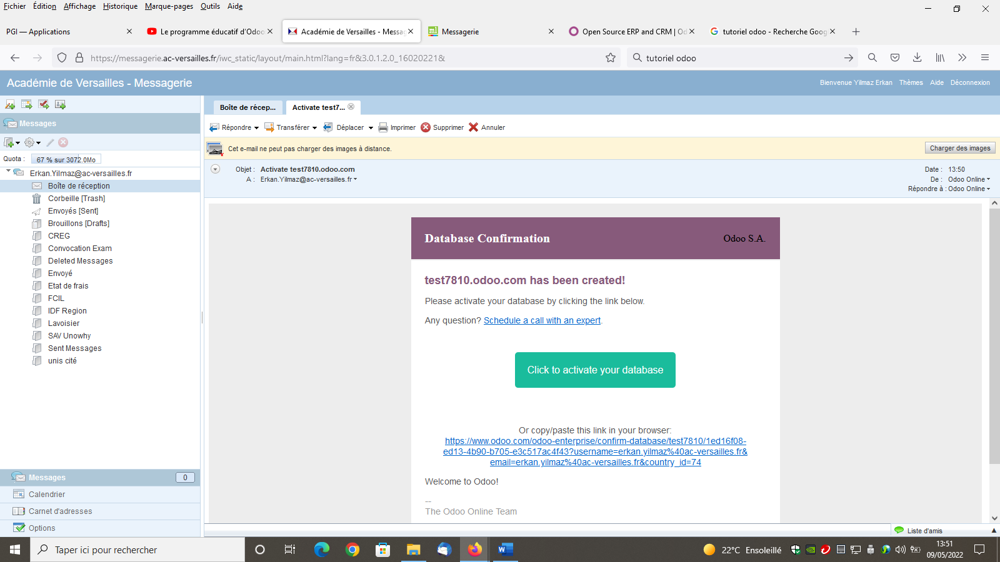 Fichier Édition Affichage Historique Marque-pages Outils Aide
PGI — Applications
Le programme éducatif d'Odoo
Académie de Versailles - Messag
Messagerie
Open Source ERP and CRM | Od
tutoriel odoo - Recherche Goog
https://messagerie.ac-versailles.fr/iwc_static/layout/main.html?lang=fr&3.0.1.2.0_16020221&
tutoriel odoo
Académie de Versailles - Messagerie
Bienvenue Yilmaz Erkan Thèmes Aide Déconnexion
Boîte de récep...
Activate test7...
Messages
Répondre Transférer Déplacer Imprimer Supprimer Annuler
Cet e-mail ne peut pas charger des images à distance.
Charger des images
Quota :
67 % sur 3072.0Mo
Erkan.Yilmaz@ac-versailles.fr
Boîte de réception
Corbeille [Trash]
Envoyés [Sent]
Brouillons [Drafts]
CREG
Convocation Exam
Deleted Messages
Envoyé
Etat de frais
FCIL
IDF Region
Lavoisier
SAV Unowhy
Sent Messages
unis cité
Messages
0
Calendrier
Carnet d'adresses
Options
Objet : Activate test7810.odoo.com
A : Erkan.Yilmaz@ac-versailles.fr
Date : 13:50
De : Odoo Online
Répondre à : Odoo Online
Database Confirmation
Odoo S.A.
test7810.odoo.com has been created!
Please activate your database by clicking the link below.
Any question? Schedule a call with an expert.
Click to activate your database
Or copy/paste this link in your browser:
https://www.odoo.com/odoo-enterprise/confirm-database/test7810/1ed16f08-
ed13-4b90-b705-e3c517ac4f43?username=erkan.yilmaz%40ac-versailles.fr&
email=erkan.yilmaz%40ac-versailles.fr&country_id=74
Welcome to Odoo!
--
The Odoo Online Team
Liste d'amis
Taper ici pour rechercher
22°C Ensoleillé
13:51
09/05/2022